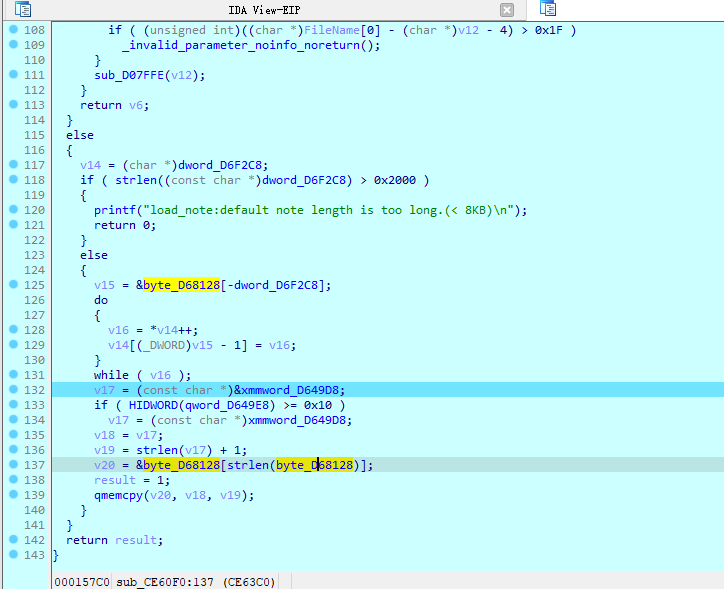 IDA View-EIP
108 if ( (unsigned int)((char *)FileName[0] - (char *)v12 - 4) > 0x1F )
109 _invalid_parameter_noinfo_noreturn();
110 }
111 sub_D07FFE(v12);
112 }
113 return v6;
114 }
115 else
116 {
117 v14 = (char *)dword_D6F2C8;
118 if ( strlen((const char *)dword_D6F2C8) > 0x2000 )
119 {
120 printf("load_note:default note length is too long.(< 8KB)\n");
121 return 0;
122 }
123 else
124 {
125 v15 = &byte_D68128[-dword_D6F2C8];
126 do
127 {
128 v16 = *v14++;
129 v14[(_DWORD)v15 - 1] = v16;
130 }
131 while ( v16 );
132 v17 = (const char *)&xmmword_D649D8;
133 if ( HIDWORD(qword_D649E8) >= 0x10 )
134 v17 = (const char *)xmmword_D649D8;
135 v18 = v17;
136 v19 = strlen(v17) + 1;
137 v20 = &byte_D68128[strlen(byte_D68128)];
138 result = 1;
139 qmemcpy(v20, v18, v19);
140 }
141 }
142 return result;
143 }
000157C0 sub_CE60F0:137 (CE63C0)